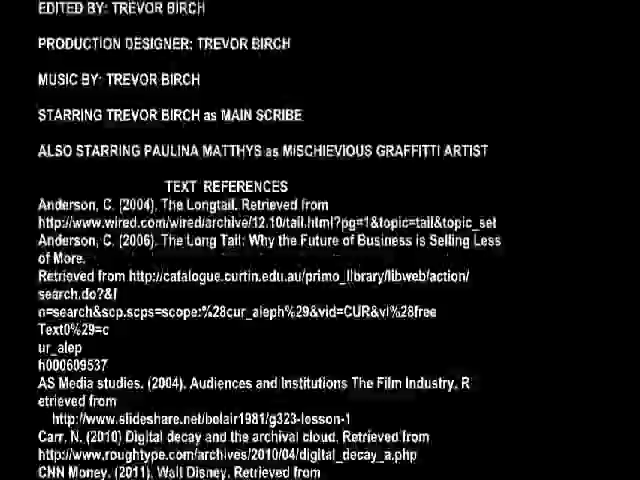 EDITED BY: TREVOR BIRCH
PRODUCTION DESIGNER: TREVOR BIRCH
MUSIC BY: TREVOR BIRCH
STARRING TREVOR BIRCH as MAIN SCRIBE
ALSO STARRING PAULINA MATTHYS as MISCHIEVIOUS GRAFFITTI ARTIST
TEXT REFERENCES
Anderson, C. (2004). The Longtail. Retrieved from
http://www.wired.com/wired/archive/12.10/tail.html?pg=1&topic=tail&topic_set
Anderson, C. (2006). The Long Tail: Why the Future of Business is Selling Less
of More.
Retrieved from http://catalogue.curtin.edu.au/primo_library/libweb/action/
search.do?&f
n=search&scp.scps=scope:%28cur_aleph%29&vid=CUR&vl%28free
Text0%29=c
ur_alep
h000609537
AS Media studies. (2004). Audiences and Institutions The Film Industry. R
etrieved from
http://www.slideshare.net/bolair1981/g323-lesson-1
Carr, N. (2010) Digital decay and the archival cloud. Retrieved from
http://www.roughtype.com/archives/2010/04/digital_decay_a.php
CNN Money. (2011). Walt Disney. Retrieved from